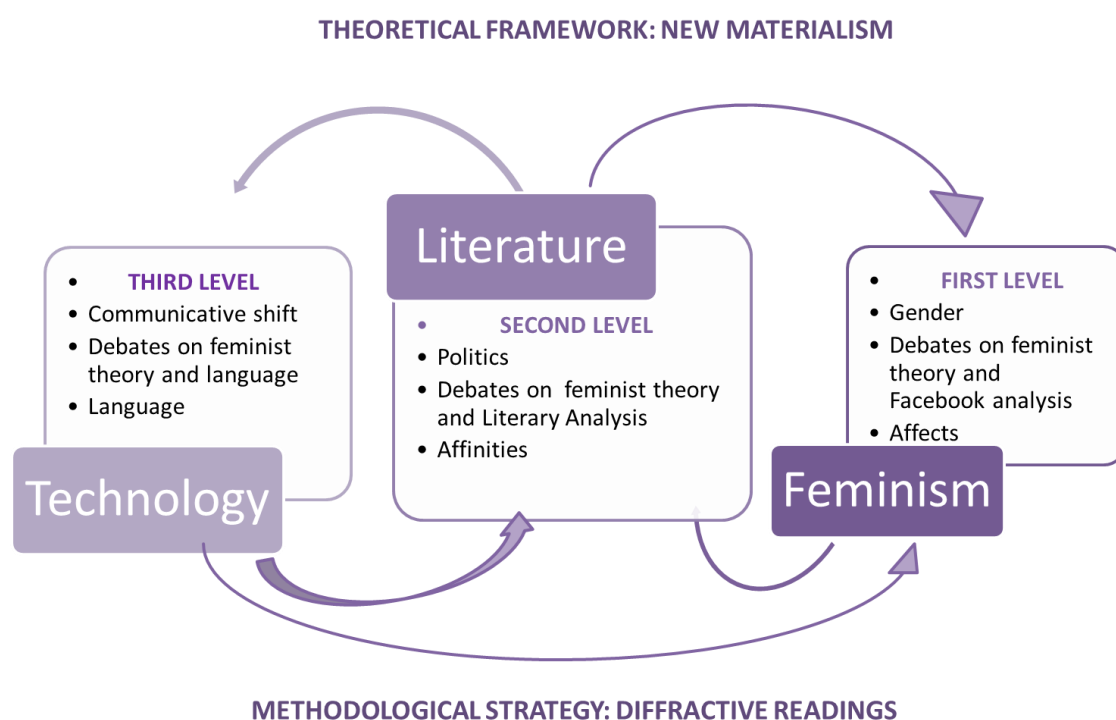 THEORETICAL FRAMEWORK: NEW MATERIALISM
• THIRD LEVEL
• Communicative shift
• Debates on feminist
theory and language
• Language
Technology
Literature
• SECOND LEVEL
• Politics
• Debates on feminist theory
and Literary Analysis
• Affinities
• FIRST LEVEL
• Gender
• Debates on feminist
theory and
Facebook analysis
• Affects
Feminism
METHODOLOGICAL STRATEGY: DIFFRACTIVE READINGS